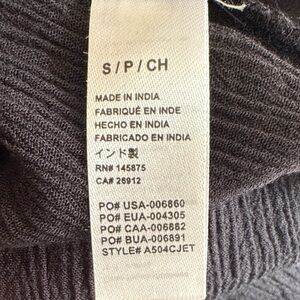 S / P / CH
MADE IN INDIA
FABRIQUÉ EN INDE
HECHO EN INDIA
FABRICADO EN INDIA
インド製
RN# 145875
CA# 26912
PO# USA-006860
PO# EUA-004305
PO# CAA-006882
PO# BUA-006891
STYLE# A504CJET